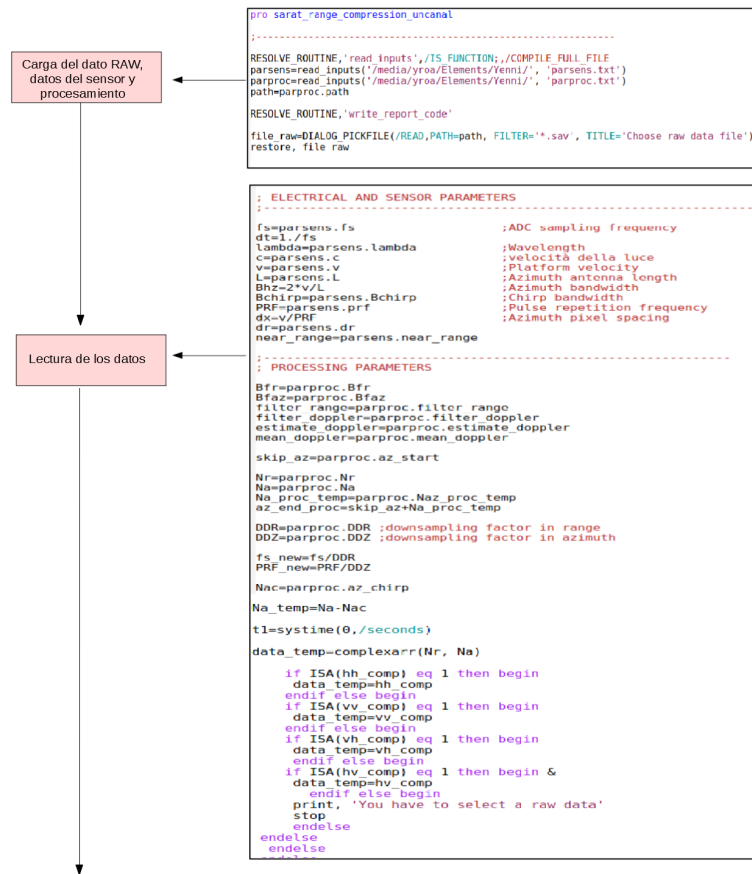 pro sarat_range_compression_uncanal
;----------------------------------------------------------------
RESOLVE_ROUTINE,'read_inputs',/IS_FUNCTION;,/COMPILE_FULL_FILE
parsens=read_inputs('/media/yroa/Elements/Yenni/', 'parsens.txt')
parproc=read_inputs('/media/yroa/Elements/Yenni/', 'parproc.txt')
path=parproc.path
RESOLVE_ROUTINE,'write_report_code'
file_raw=DIALOG_PICKFILE(/READ,PATH=path, FILTER='*.sav', TITLE='Choose raw data file')
restore, file raw
Carga del dato RAW,
datos del sensor y
procesamiento
; ELECTRICAL AND SENSOR PARAMETERS
;----------------------------------------------------------------
fs=parsens.fs ;ADC sampling frequency
dt=1./fs
lambda=parsens.lambda ;Wavelength
c=parsens.c ;velocità della luce
v=parsens.v ;Platform velocity
L=parsens.L ;Azimuth antenna length
Bhz=2*v/L ;Azimuth bandwidth
Bchirp=parsens.Bchirp ;Chirp bandwidth
PRF=parsens.prf ;Pulse repetition frequency
dx=v/PRF ;Azimuth pixel spacing
dr=parsens.dr
near_range=parsens.near_range
Lectura de los datos
;----------------------------------------------------------------
; PROCESSING PARAMETERS
Bfr=parproc.Bfr
Bfaz=parproc.Bfaz
filter_range=parproc.filter_range
filter_doppler=parproc.filter_doppler
estimate_doppler=parproc.estimate_doppler
mean_doppler=parproc.mean_doppler
skip_az=parproc.az_start
Nr=parproc.Nr
Na=parproc.Na
Na_proc_temp=parproc.Naz_proc_temp
az_end_proc=skip_az+Na_proc_temp
DDR=parproc.DDR ;downsampling factor in range
DDZ=parproc.DDZ ;downsampling factor in azimuth
fs_new=fs/DDR
PRF_new=PRF/DDZ
Nac=parproc.az_chirp
Na_temp=Na-Nac
t1=systime(0,/seconds)
data_temp=complexarr(Nr, Na)
if ISA(hh_comp) eq 1 then begin
data_temp=hh_comp
endif else begin
if ISA(vv_comp) eq 1 then begin
data_temp=vv_comp
endif else begin
if ISA(vh_comp) eq 1 then begin
data_temp=vh_comp
endif else begin
if ISA(hv_comp) eq 1 then begin &
data_temp=hv_comp
endif else begin
print, 'You have to select a raw data'
stop
endelse
endelse
endelse